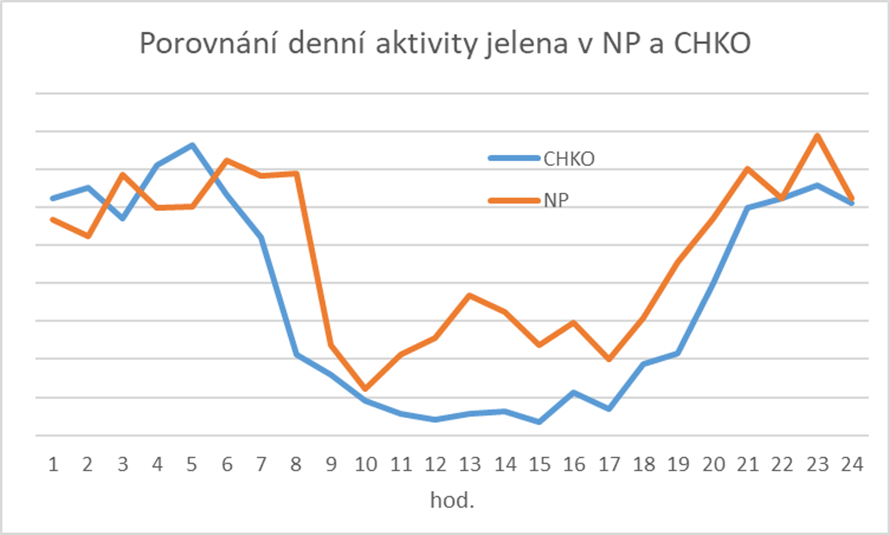 Porovnání denní aktivity jelena v NP a CHKO
CHKO
NP
1 2 3 4 5 6 7 8 9 10 11 12 13 14 15 16 17 18 19 20 21 22 23 24
hod.